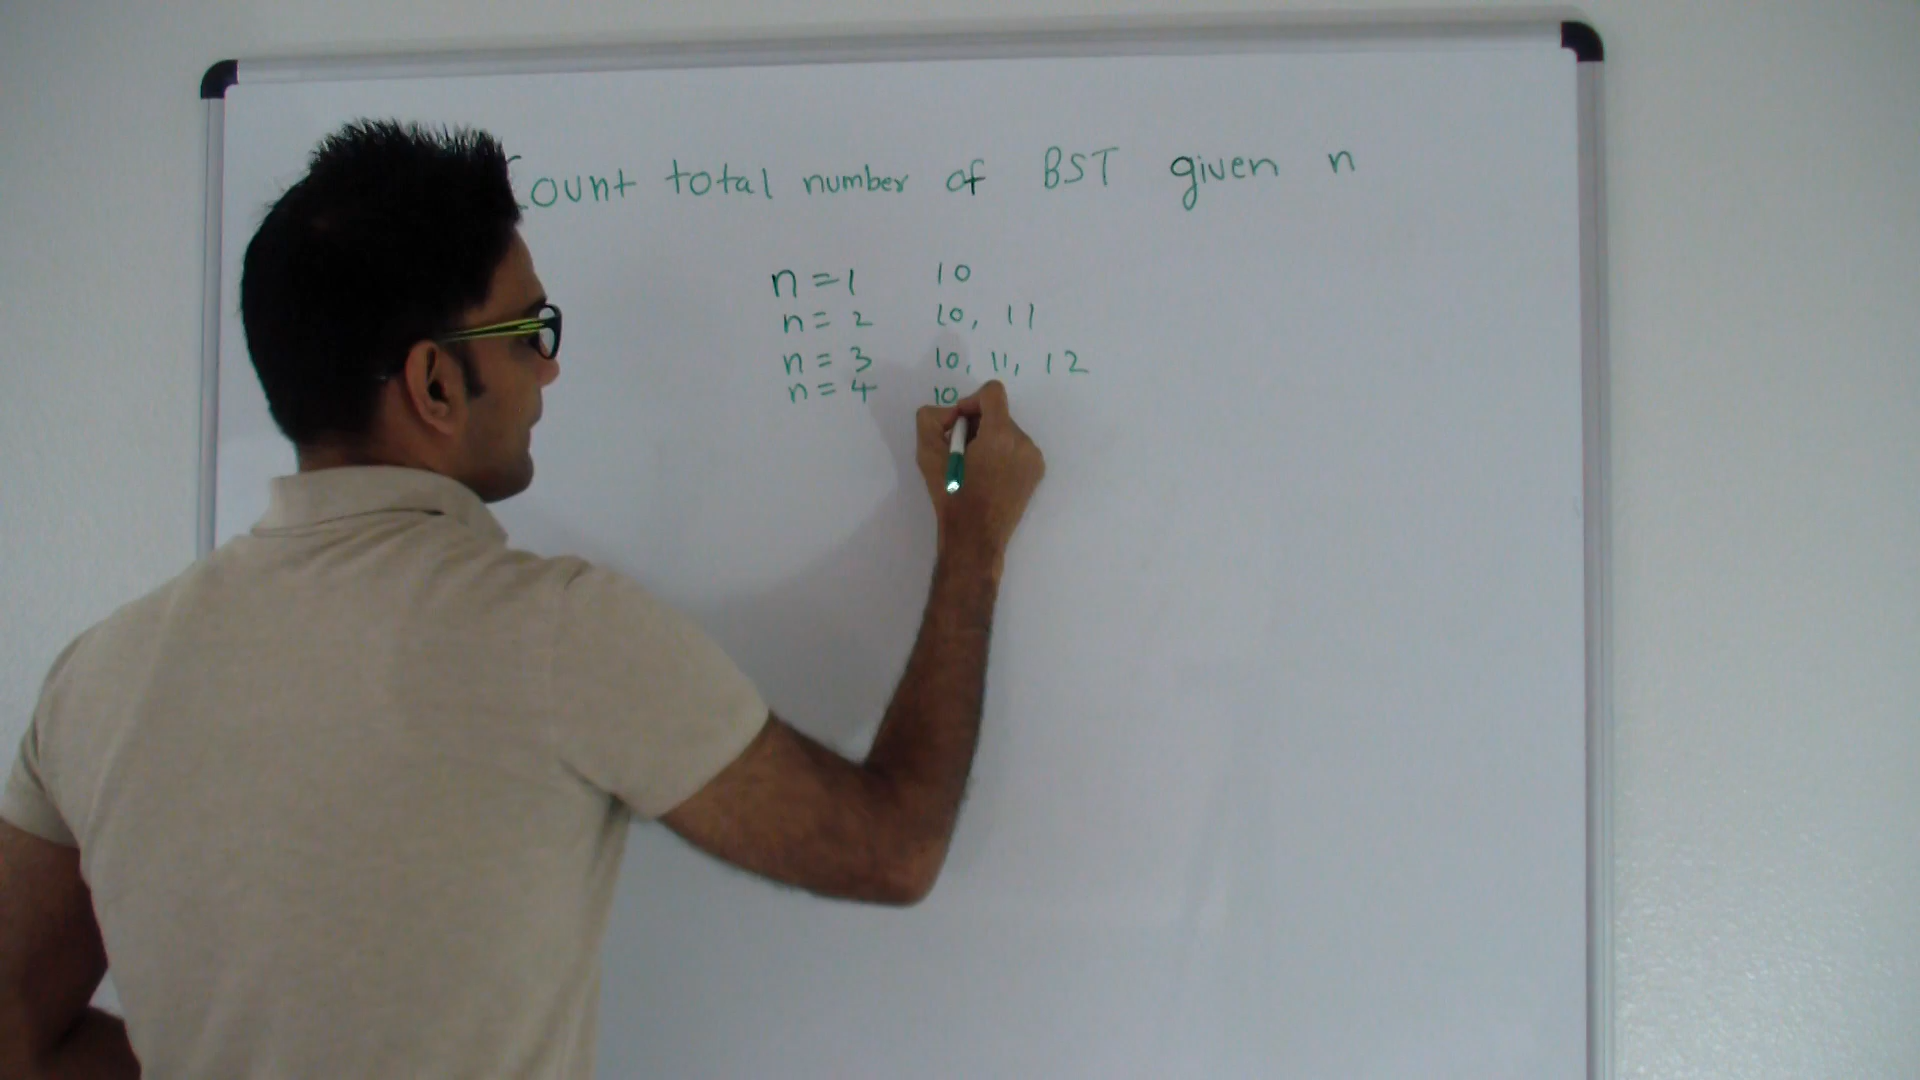 Count total number of BST given n
n = 1 10
n = 2 10, 11
n = 3 10, 11, 12
n = 4 10